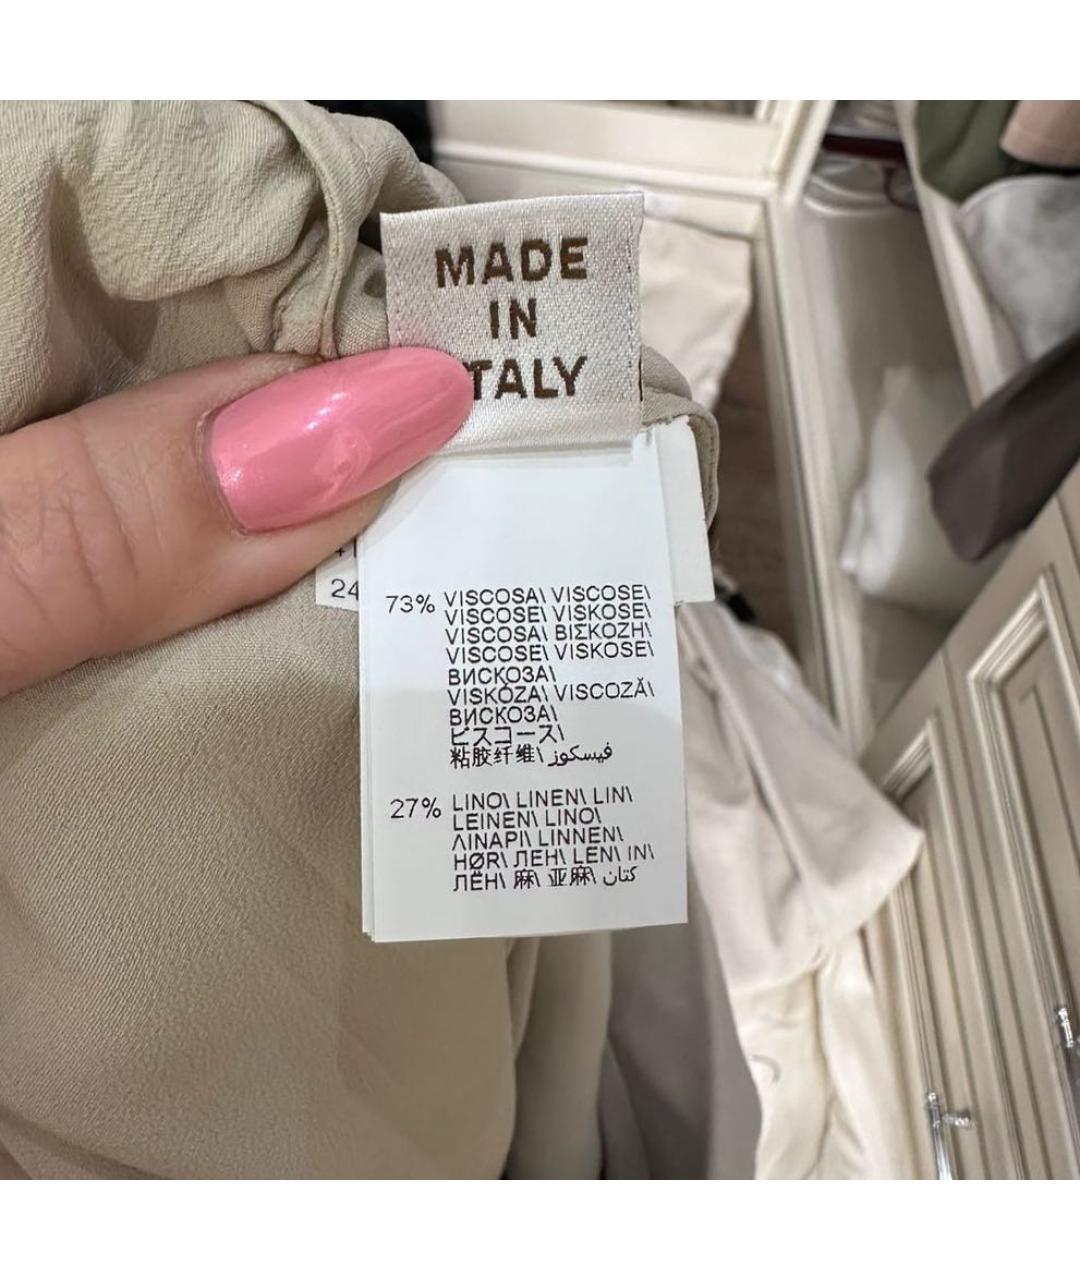 MADE
IN
TALY
24
73% VISCOSA\ VISCOSE\
VISCOSE\ VISKOSE\
VISCOSA\ ΒΙΣΚΟΖΗ\
VISCOSE\ VISKOSE\
ВИСКОЗА\
VISKÓZA\ VISCOZĂ\
ВИСКОЗА\
ビスコース\
粘胶纤维\ فيسكوز\
27% LINO\ LINEN\ LIN\
LEINEN\ LINO\
ΛΙΝΑΡΙ\ LINNEN\
HØR\ ЛЕН\ LEN\ IN\
ЛЁН\ 麻\ 亚麻\ كتان